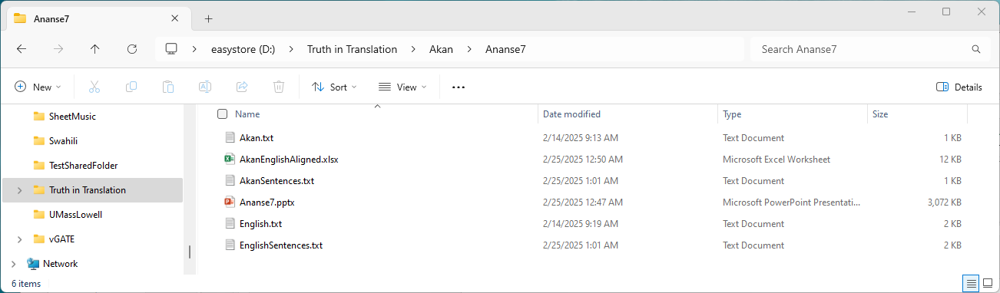 Ananse7
easystore (D:) Truth in Translation Akan Ananse7 Search Ananse7
New Sort View Details
SheetMusic
Swahili
TestSharedFolder
Truth in Translation
UMassLowell
vGATE
Network
Name Date modified Type Size
Akan.txt 2/14/2025 9:13 AM Text Document 1 KB
AkanEnglishAligned.xlsx 2/25/2025 12:50 AM Microsoft Excel Worksheet 12 KB
AkanSentences.txt 2/25/2025 1:01 AM Text Document 1 KB
Ananse7.pptx 2/25/2025 12:47 AM Microsoft PowerPoint Presentati... 3,072 KB
English.txt 2/14/2025 9:19 AM Text Document 2 KB
EnglishSentences.txt 2/25/2025 1:01 AM Text Document 2 KB
6 items